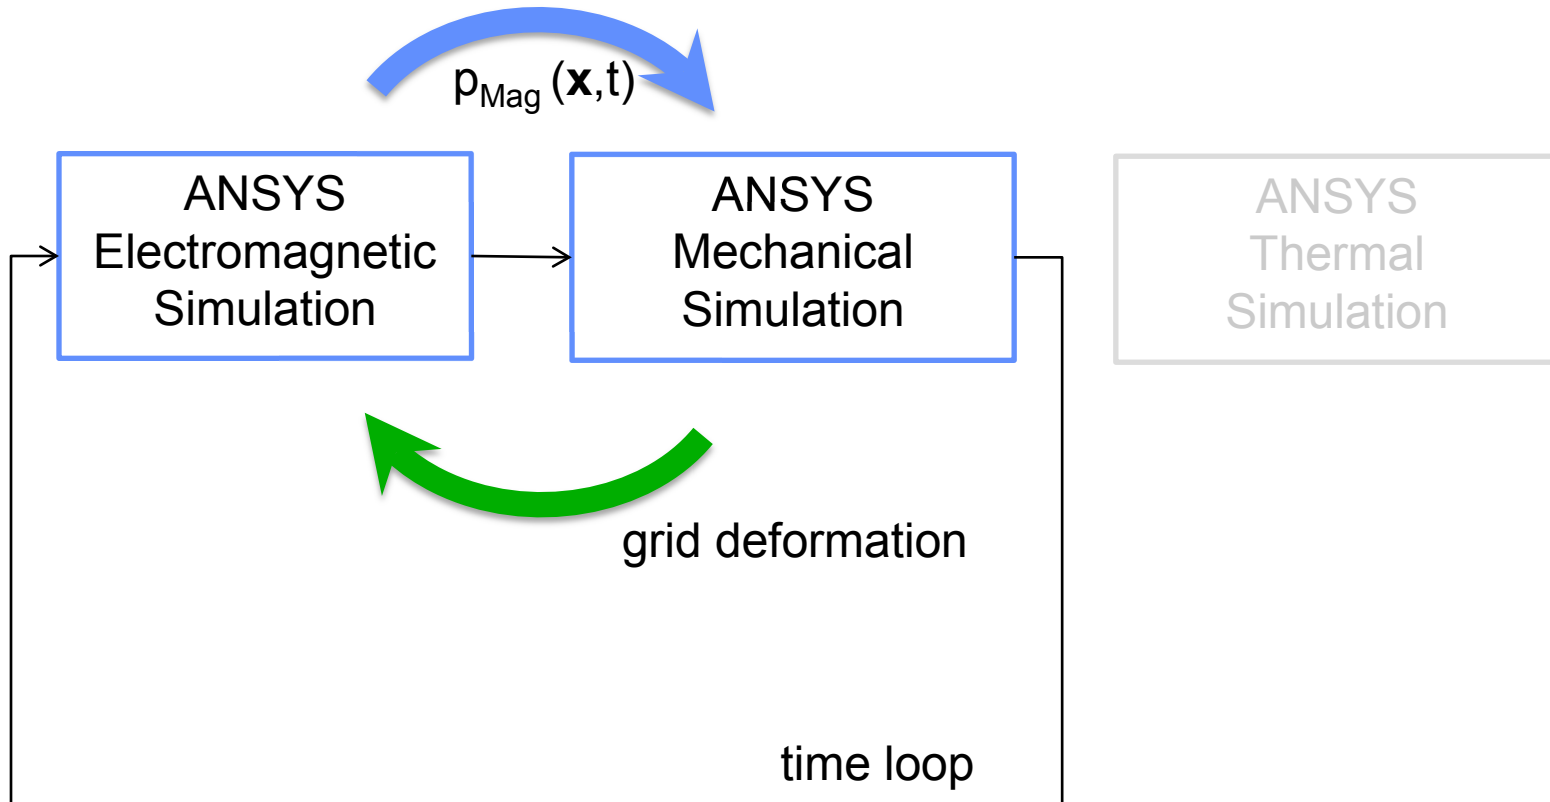 pMag (x,t)
ANSYS
Electromagnetic
Simulation
ANSYS
Mechanical
Simulation
ANSYS
Thermal
Simulation
grid deformation
time loop